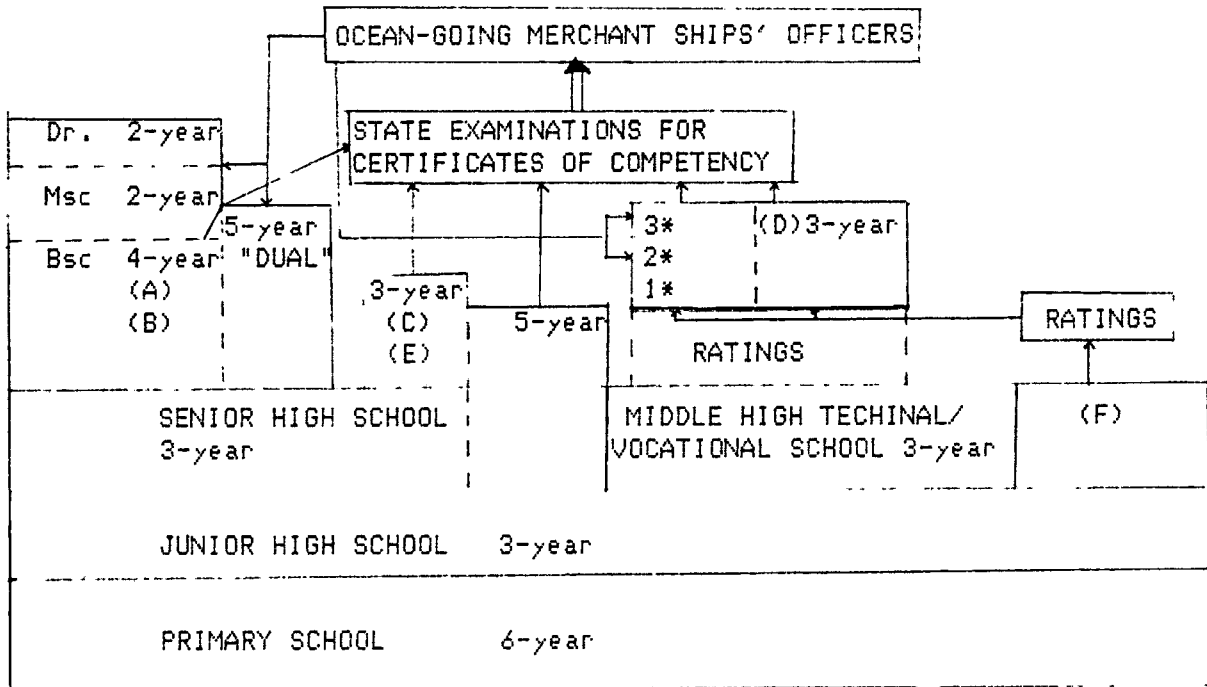 OCEAN-GOING MERCHANT SHIPS' OFFICERS
Dr. 2-year
STATE EXAMINATIONS FOR
CERTIFICATES OF COMPETENCY
Msc 2-year
5-year
"DUAL"
Bsc 4-year
(A)
(B)
3-year
(C)
(E)
5-year
3*
2*
1*
(D) 3-year
RATINGS
RATINGS
SENIOR HIGH SCHOOL
3-year
MIDDLE HIGH TECHINAL/
VOCATIONAL SCHOOL 3-year
(F)
JUNIOR HIGH SCHOOL 3-year
PRIMARY SCHOOL 6-year